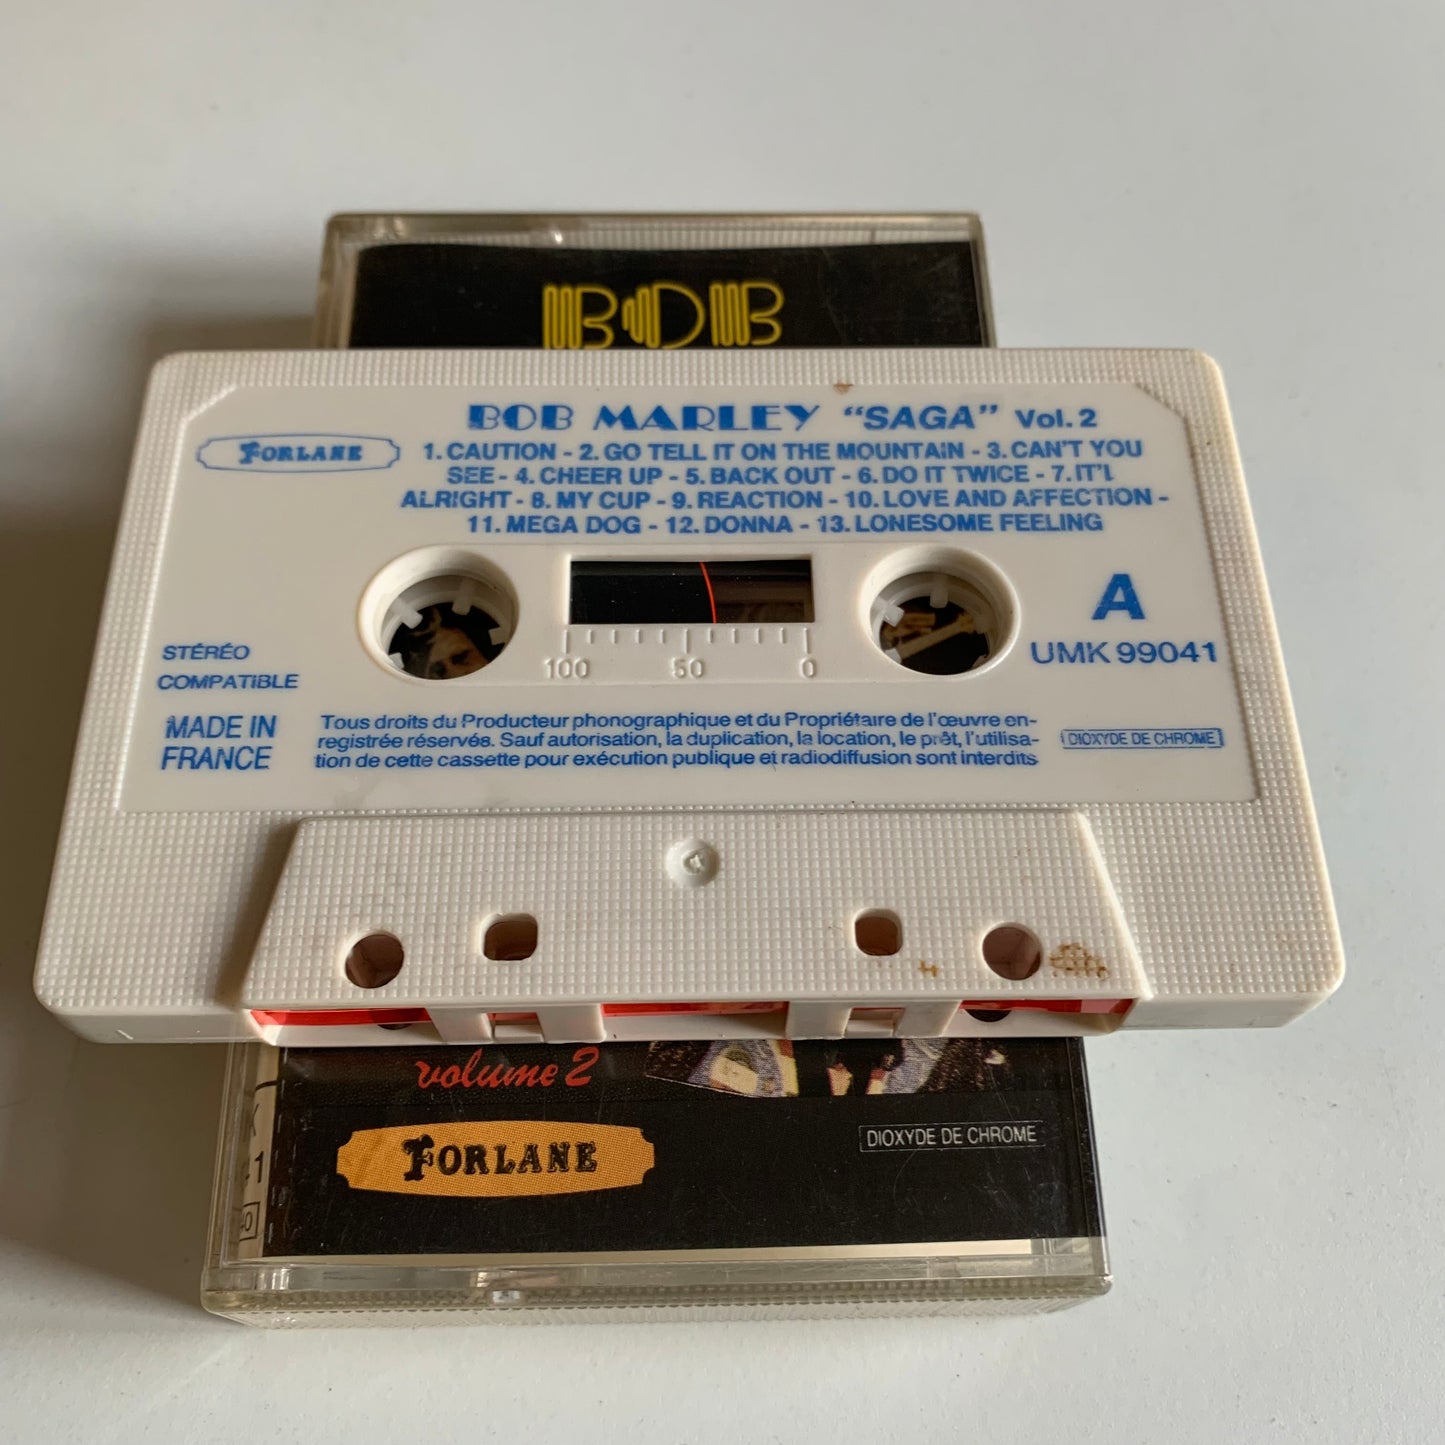 BOB
BOB MARLEY “SAGA” Vol. 2
FORLANE
1. CAUTION - 2. GO TELL IT ON THE MOUNTAIN - 3. CAN'T YOU
SEE - 4. CHEER UP - 5. BACK OUT - 6. DO IT TWICE - 7. IT'L
ALRIGHT - 8. MY CUP - 9. REACTION - 10. LOVE AND AFFECTION -
11. MEGA DOG - 12. DONNA - 13. LONESOME FEELING
100 50 0
A
UMK 99041
STÉRÉO
COMPATIBLE
MADE IN
FRANCE
Tous droits du Producteur phonographique et du Propriétaire de l'œuvre en-
registrée réservés. Sauf autorisation, la duplication, la location, le prêt, l'utilisa-
tion de cette cassette pour exécution publique et radiodiffusion sont interdits
DIOXYDE DE CHROME
volume 2
FORLANE
DIOXYDE DE CHROME